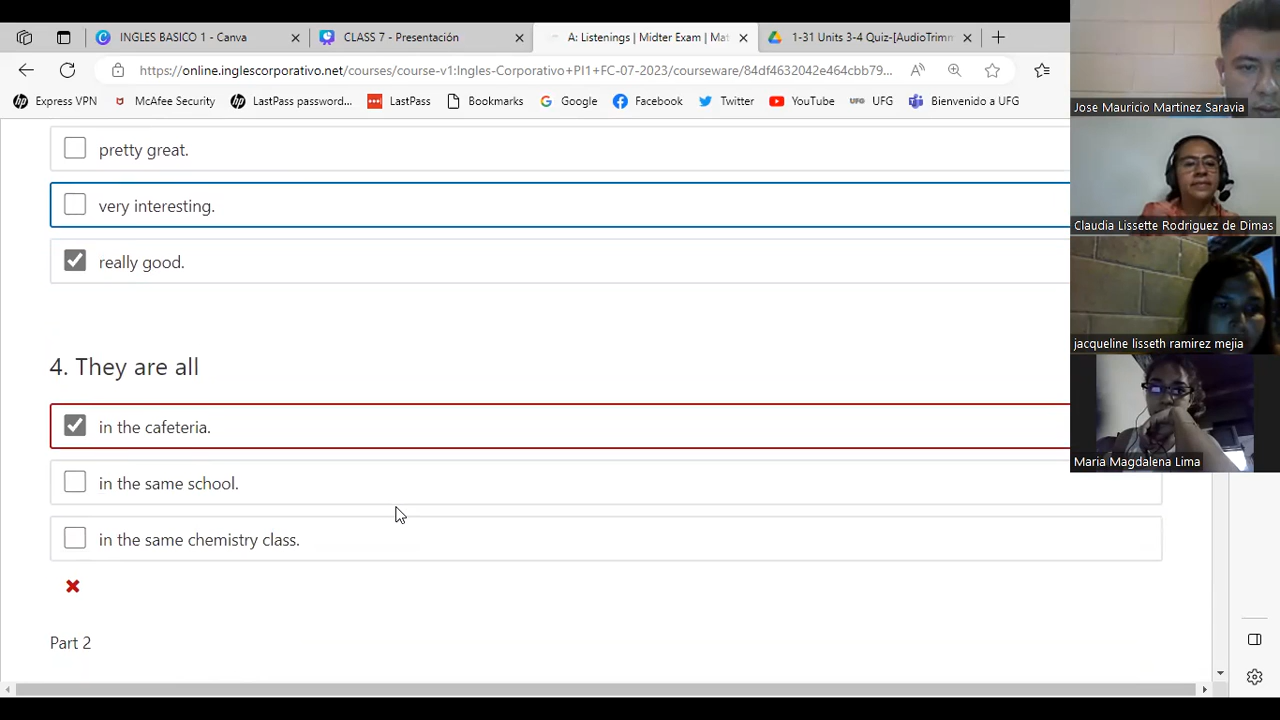 INGLES BASICO 1 - Canva
CLASS 7 - Presentación
A: Listenings | Midter Exam | Mat
1-31 Units 3-4 Quiz-[AudioTrimm
https://online.inglescorporativo.net/courses/course-v1:Ingles-Corporativo+PI1+FC-07-2023/courseware/84df4632042e464cbb79...
Express VPN
McAfee Security
LastPass password...
LastPass
Bookmarks
Google
Facebook
Twitter
YouTube
UFG
UFG
Bienvenido a UFG
pretty great.
very interesting.
really good.
4. They are all
in the cafeteria.
in the same school.
in the same chemistry class.
Part 2
Jose Mauricio Martinez Saravia
Claudia Lissette Rodriguez de Dimas
jacqueline lisseth ramirez mejia
Maria Magdalena Lima